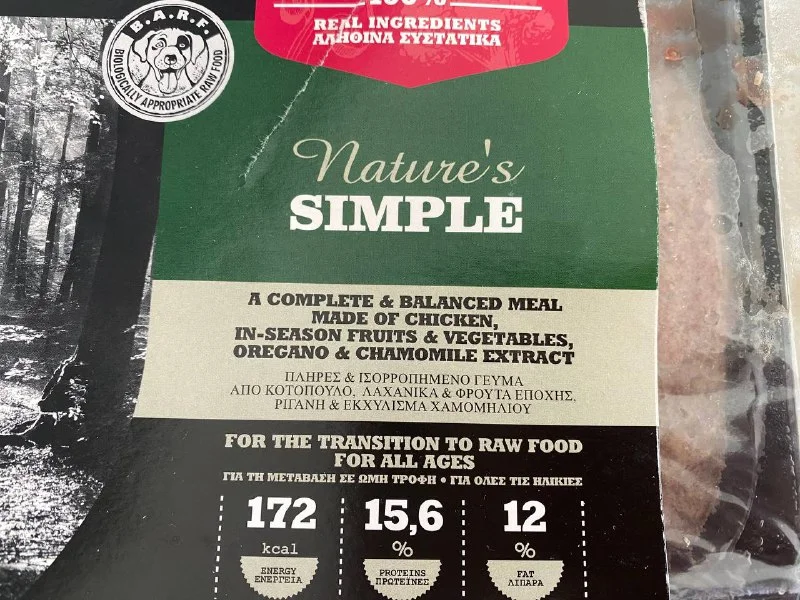 100%
REAL INGREDIENTS
ΑΛΗΘΙΝΑ ΣΥΣΤΑΤΙΚΑ
B.A.R.F.
BIOLOGICALLY APPROPRIATE RAW FOOD
Nature's
SIMPLE
A COMPLETE & BALANCED MEAL
MADE OF CHICKEN,
IN-SEASON FRUITS & VEGETABLES,
OREGANO & CHAMOMILE EXTRACT
ΠΛΗΡΕΣ & ΙΣΟΡΡΟΠΗΜΕΝΟ ΓΕΥΜΑ
ΑΠΟ ΚΟΤΟΠΟΥΛΟ, ΛΑΧΑΝΙΚΑ & ΦΡΟΥΤΑ ΕΠΟΧΗΣ,
ΡΙΓΑΝΗ & ΕΚΧΥΛΙΣΜΑ ΧΑΜΟΜΗΛΙΟΥ
FOR THE TRANSITION TO RAW FOOD
FOR ALL AGES
ΓΙΑ ΤΗ ΜΕΤΑΒΑΣΗ ΣΕ ΩΜΗ ΤΡΟΦΗ • ΓΙΑ ΟΛΕΣ ΤΙΣ ΗΛΙΚΙΕΣ
172 15,6 12
kcal % %
ENERGY PROTEINS FAT
ΕΝΕΡΓΕΙΑ ΠΡΩΤΕΪΝΕΣ ΛΙΠΑΡΑ